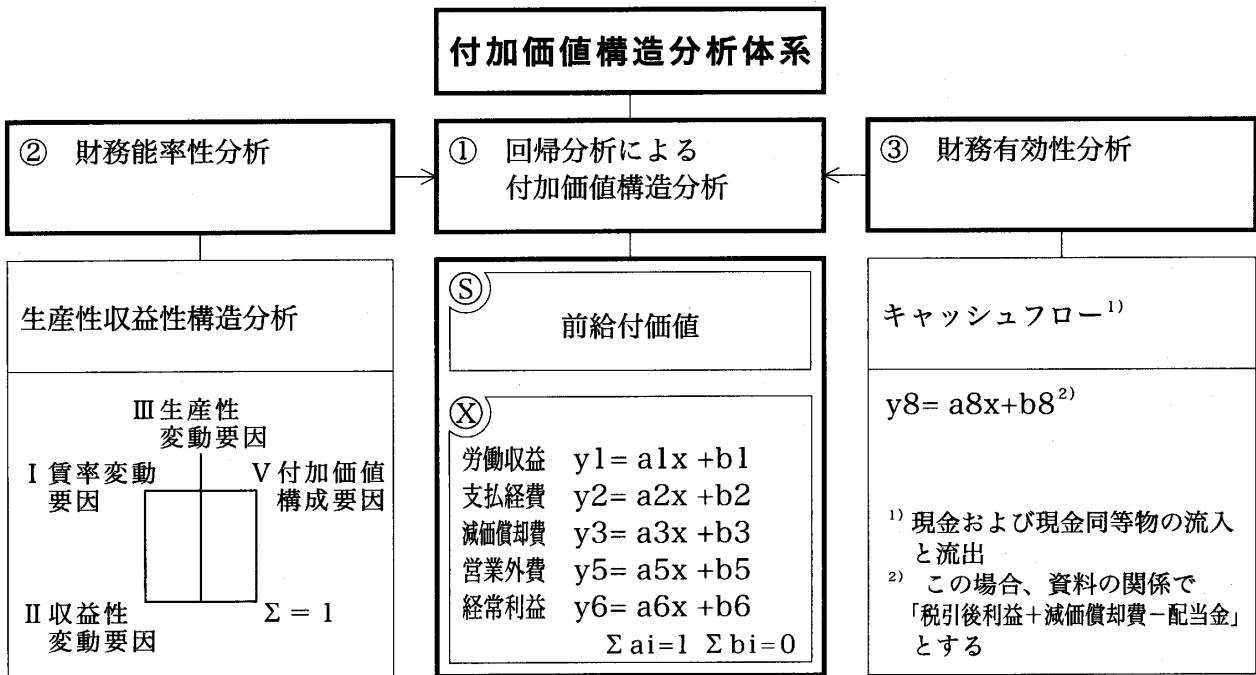 付加価値構造分析体系
② 財務能率性分析
生産性収益性構造分析
Ⅲ生産性
変動要因
Ⅰ賃率変動
要因
Ⅴ付加価値
構成要因
Ⅱ収益性
変動要因
Σ = 1
① 回帰分析による
付加価値構造分析
Ⓢ
前給付価値
Ⓧ
労働収益 y1= a1x +b1
支払経費 y2= a2x +b2
減価償却費 y3= a3x +b3
営業外費 y5= a5x +b5
経常利益 y6= a6x +b6
Σai=1 Σbi=0
③ 財務有効性分析
キャッシュフロー1)
y8= a8x+b82)
1) 現金および現金同等物の流入
と流出
2) この場合、資料の関係で
「税引後利益+減価償却費−配当金」
とする